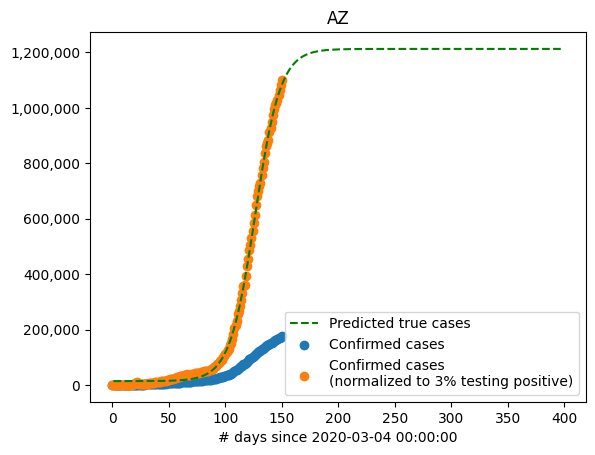 AZ
1,200,000
1,000,000
800,000
600,000
400,000
200,000
0
Predicted true cases
Confirmed cases
Confirmed cases
(normalized to 3% testing positive)
0 50 100 150 200 250 300 350 400
# days since 2020-03-04 00:00:00